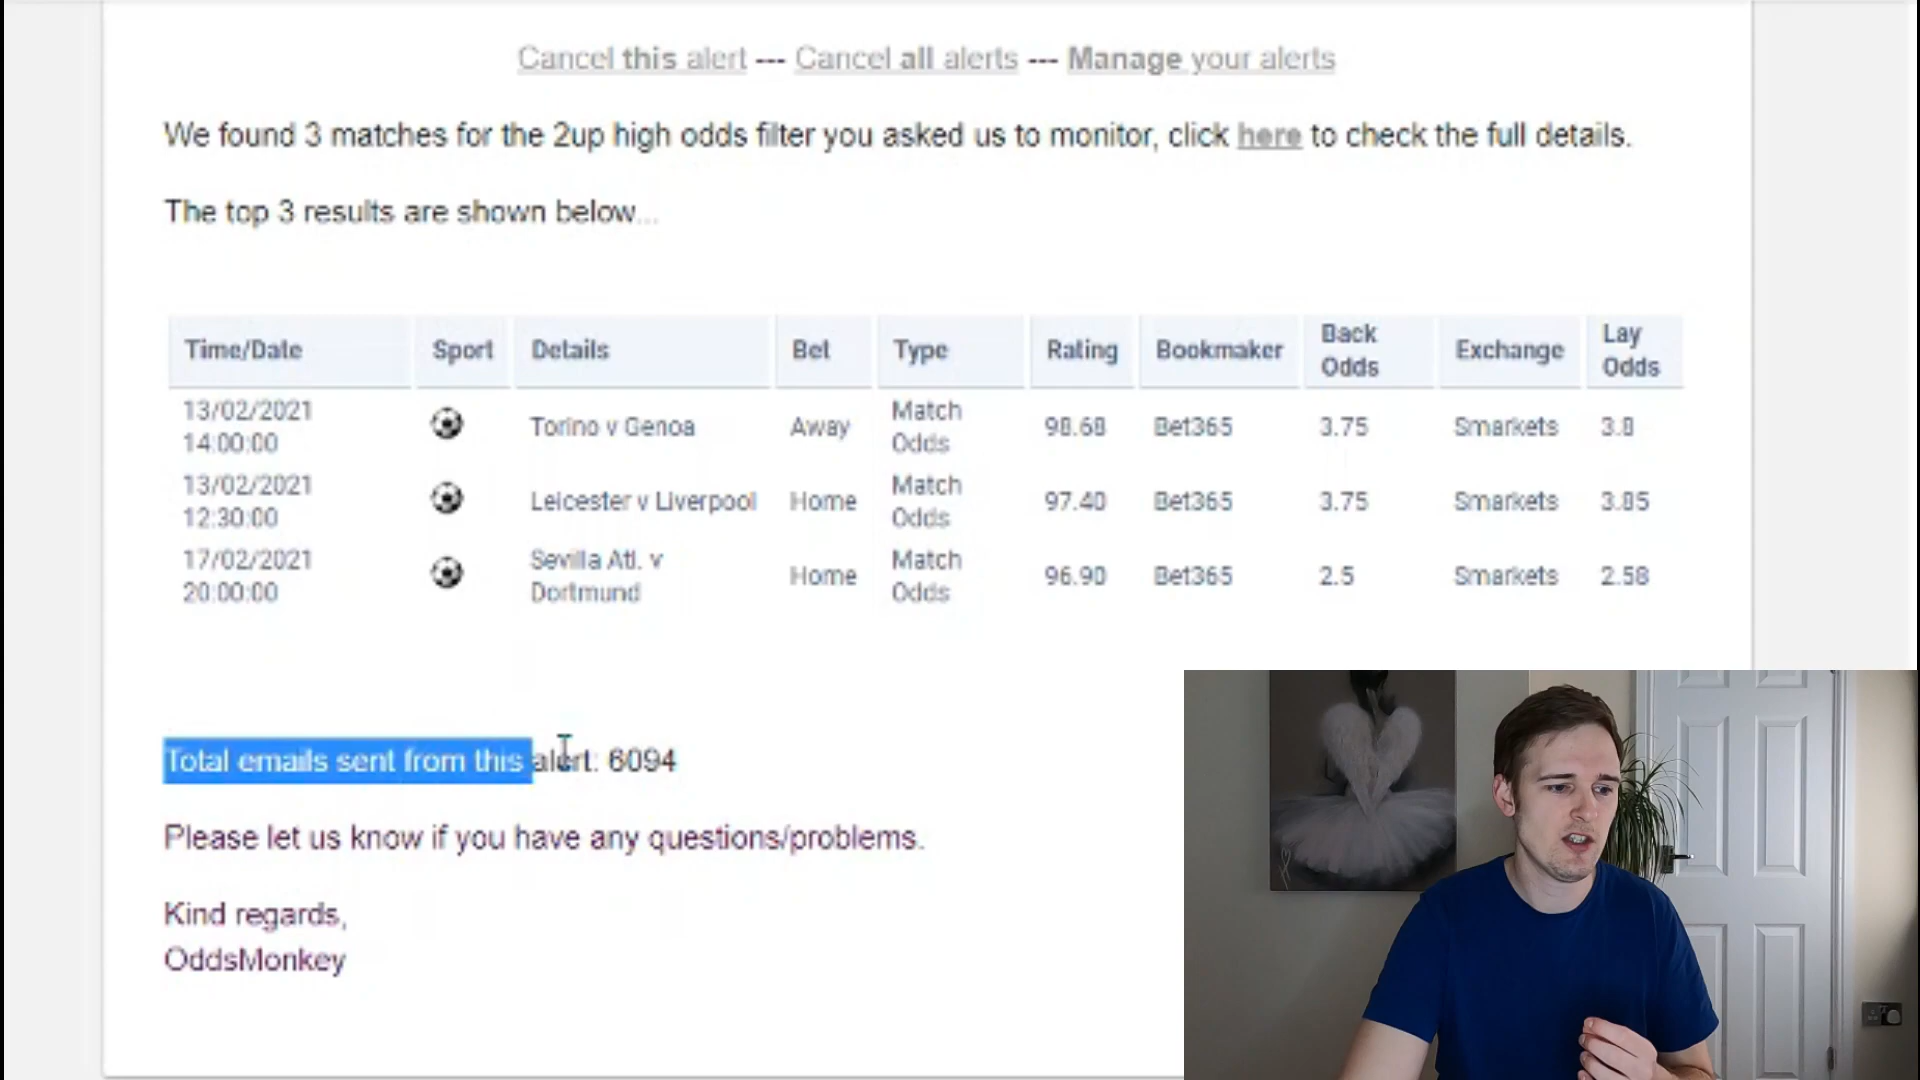 Cancel this alert --- Cancel all alerts --- Manage your alerts
We found 3 matches for the 2up high odds filter you asked us to monitor, click here to check the full details.
The top 3 results are shown below...
Time/Date Sport Details Bet Type Rating Bookmaker Back Odds Exchange Lay Odds
13/02/2021 14:00:00 Torino v Genoa Away Match Odds 98.68 Bet365 3.75 Smarkets 3.8
13/02/2021 12:30:00 Leicester v Liverpool Home Match Odds 97.40 Bet365 3.75 Smarkets 3.85
17/02/2021 20:00:00 Sevilla Atl. v Dortmund Home Match Odds 96.90 Bet365 2.5 Smarkets 2.58
Total emails sent from this alert: 6094
Please let us know if you have any questions/problems.
Kind regards,
OddsMonkey